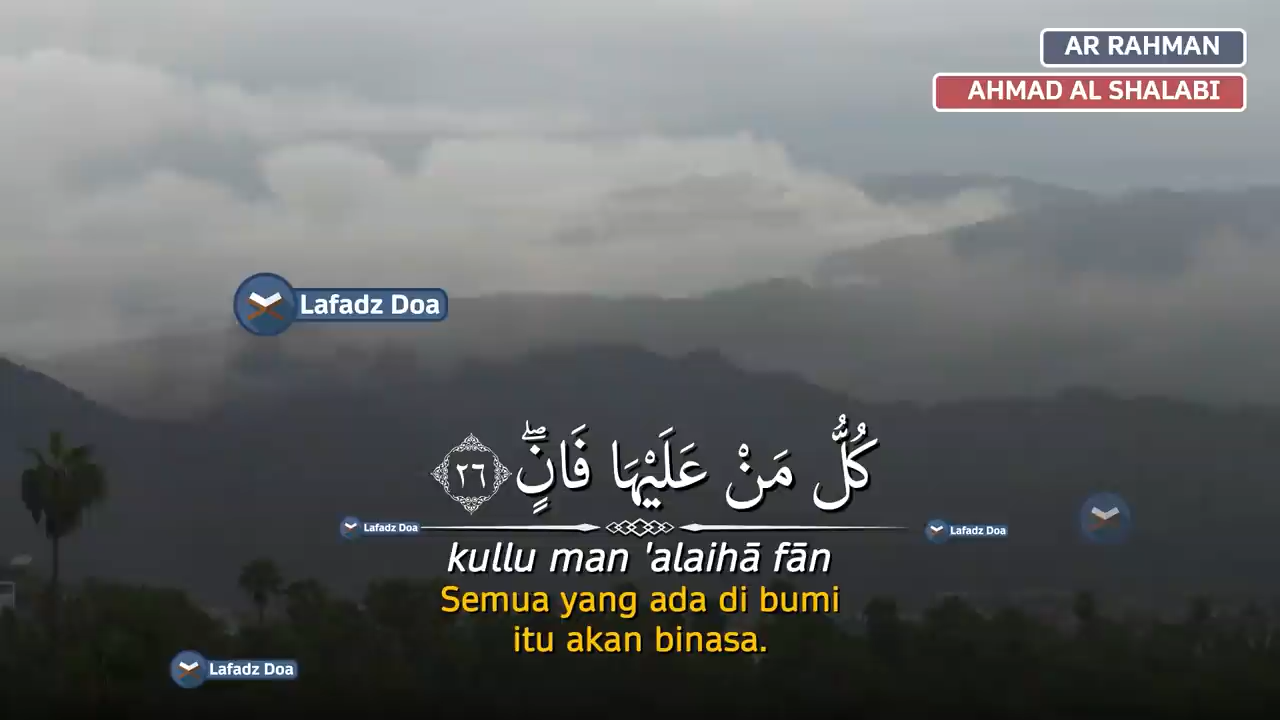 AR RAHMAN
AHMAD AL SHALABI
Lafadz Doa
كُلُّ مَنْ عَلَيْهَا فَانٍۖ ٢٦
Lafadz Doa
Lafadz Doa
kullu man 'alaihā fān
Semua yang ada di bumi
itu akan binasa.
Lafadz Doa